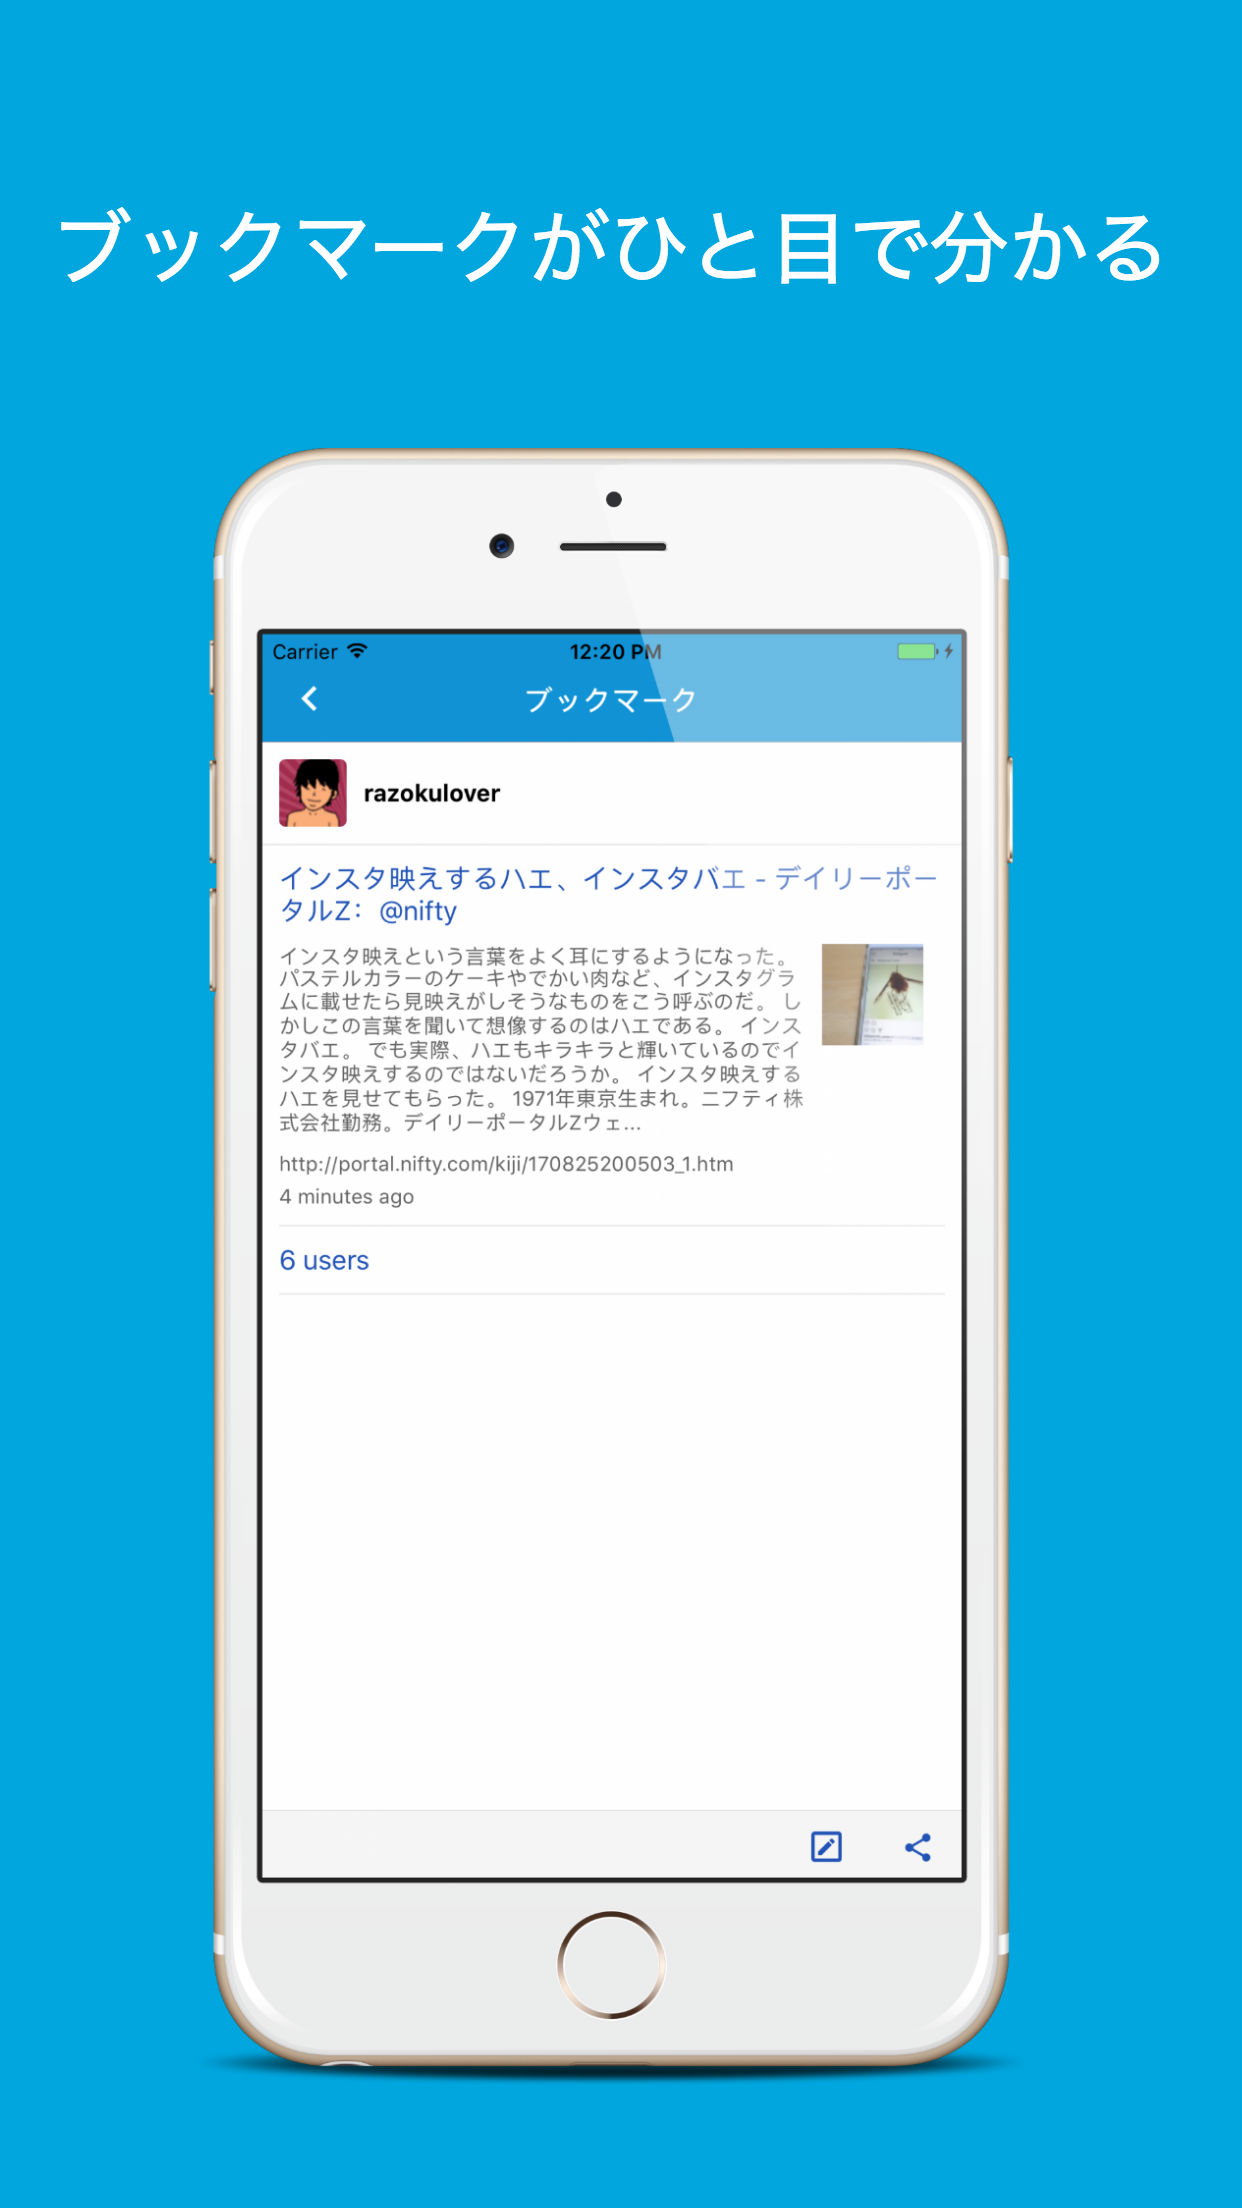 ブックマークがひと目で分かる
Carrier 12:20 PM
ブックマーク
razokulover
インスタ映えするハエ、インスタバエ - デイリーポー
タルZ：@nifty
インスタ映えという言葉をよく耳にするようになった。
パステルカラーのケーキやでかい肉など、インスタグラ
ムに載せたら見映えがしそうなものをこう呼ぶのだ。 し
かしこの言葉を聞いて想像するのはハエである。 インス
タバエ。 でも実際、ハエもキラキラと輝いているのでイ
ンスタ映えするのではないだろうか。 インスタ映えする
ハエを見せてもらった。 1971年東京生まれ。ニフティ株
式会社勤務。デイリーポータルZウェ...
http://portal.nifty.com/kiji/170825200503_1.htm
4 minutes ago
6 users